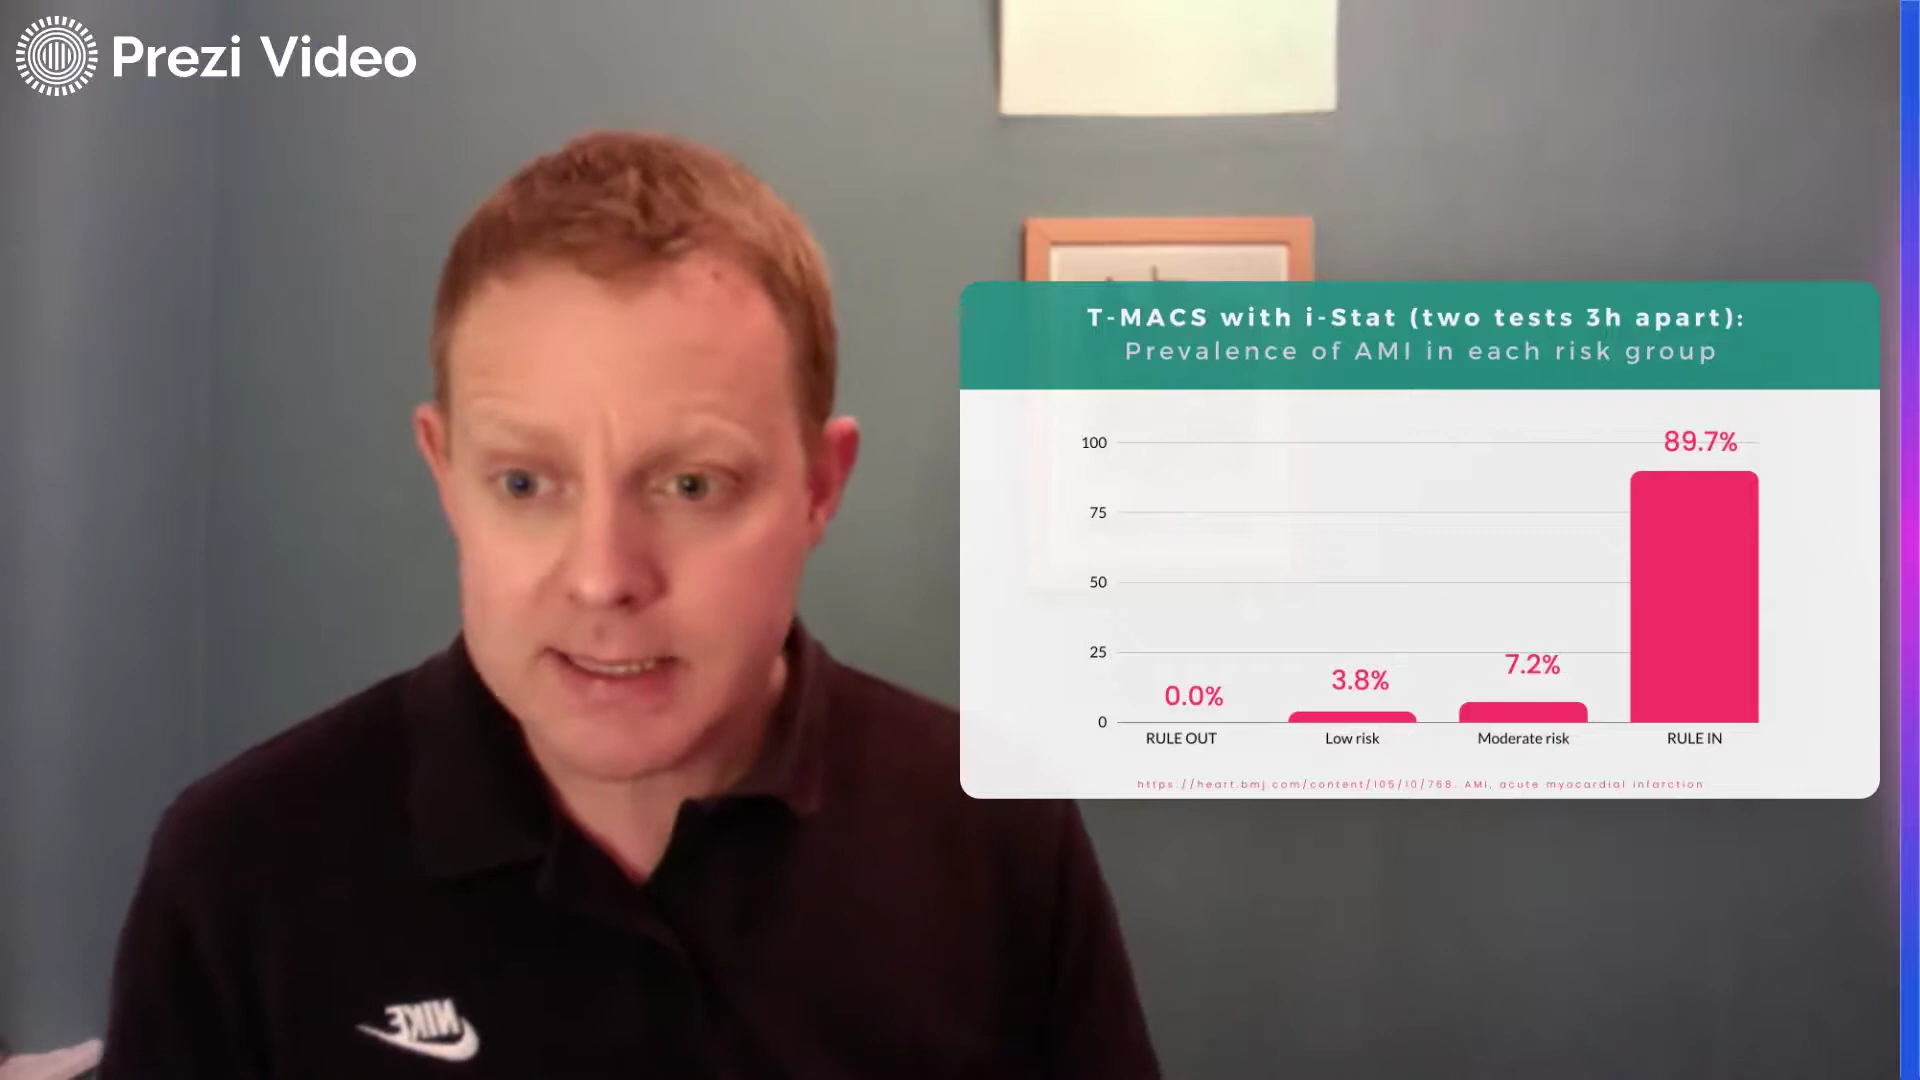 Prezi Video
T-MACS with i-Stat (two tests 3h apart):
Prevalence of AMI in each risk group
100
75
50
25
0
0.0%
3.8%
7.2%
89.7%
RULE OUT
Low risk
Moderate risk
RULE IN
https://heart.bmj.com/content/105/10/768. AMI, acute myocardial infarction
NIKE